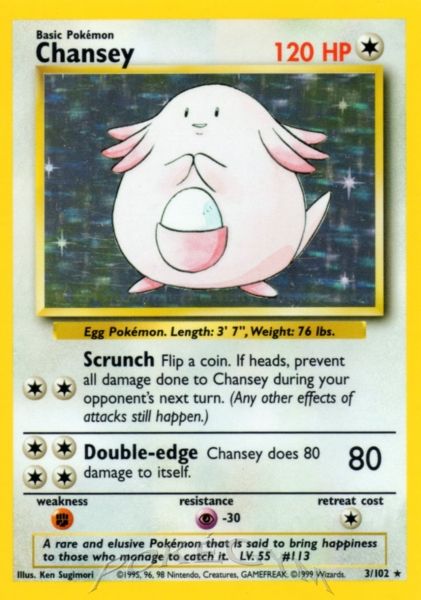 Basic Pokémon
Chansey
120 HP
Egg Pokémon. Length: 3' 7", Weight: 76 lbs.
Scrunch Flip a coin. If heads, prevent
all damage done to Chansey during your
opponent's next turn. (Any other effects of
attacks still happen.)
Double-edge Chansey does 80
damage to itself.
80
weakness resistance retreat cost
-30
A rare and elusive Pokémon that is said to bring happiness
to those who manage to catch it. LV. 55 #113
Illus. Ken Sugimori ©1995, 96, 98 Nintendo, Creatures, GAMEFREAK. ©1999 Wizards. 3/102 ★